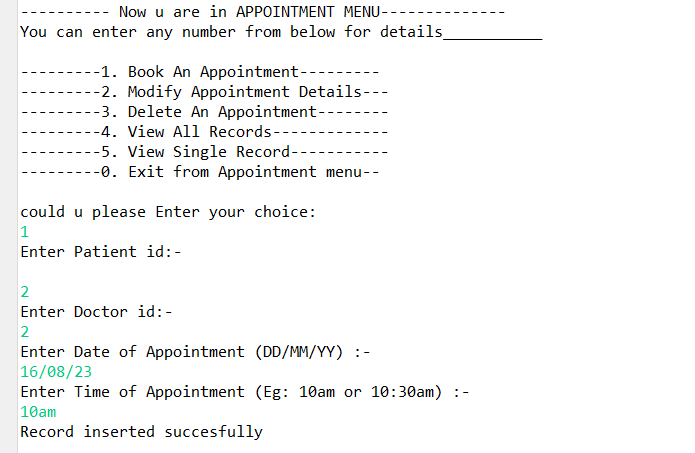 ---------- Now u are in APPOINTMENT MENU--------------
You can enter any number from below for details___________
---------1. Book An Appointment---------
---------2. Modify Appointment Details---
---------3. Delete An Appointment--------
---------4. View All Records-------------
---------5. View Single Record-----------
---------0. Exit from Appointment menu--
could u please Enter your choice:
1
Enter Patient id:-
2
Enter Doctor id:-
2
Enter Date of Appointment (DD/MM/YY) :-
16/08/23
Enter Time of Appointment (Eg: 10am or 10:30am) :-
10am
Record inserted succesfully